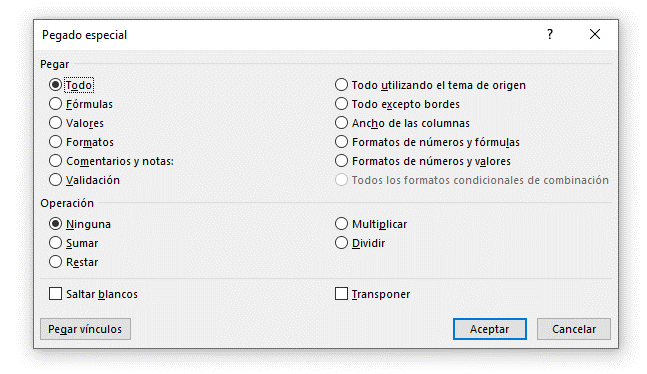 Pegado especial ?
Pegar
Todo
Todo utilizando el tema de origen
Fórmulas
Todo excepto bordes
Valores
Ancho de las columnas
Formatos
Formatos de números y fórmulas
Comentarios y notas:
Formatos de números y valores
Validación
Todos los formatos condicionales de combinación
Operación
Ninguna
Multiplicar
Sumar
Dividir
Restar
Saltar blancos
Transponer
Pegar vínculos
Aceptar
Cancelar